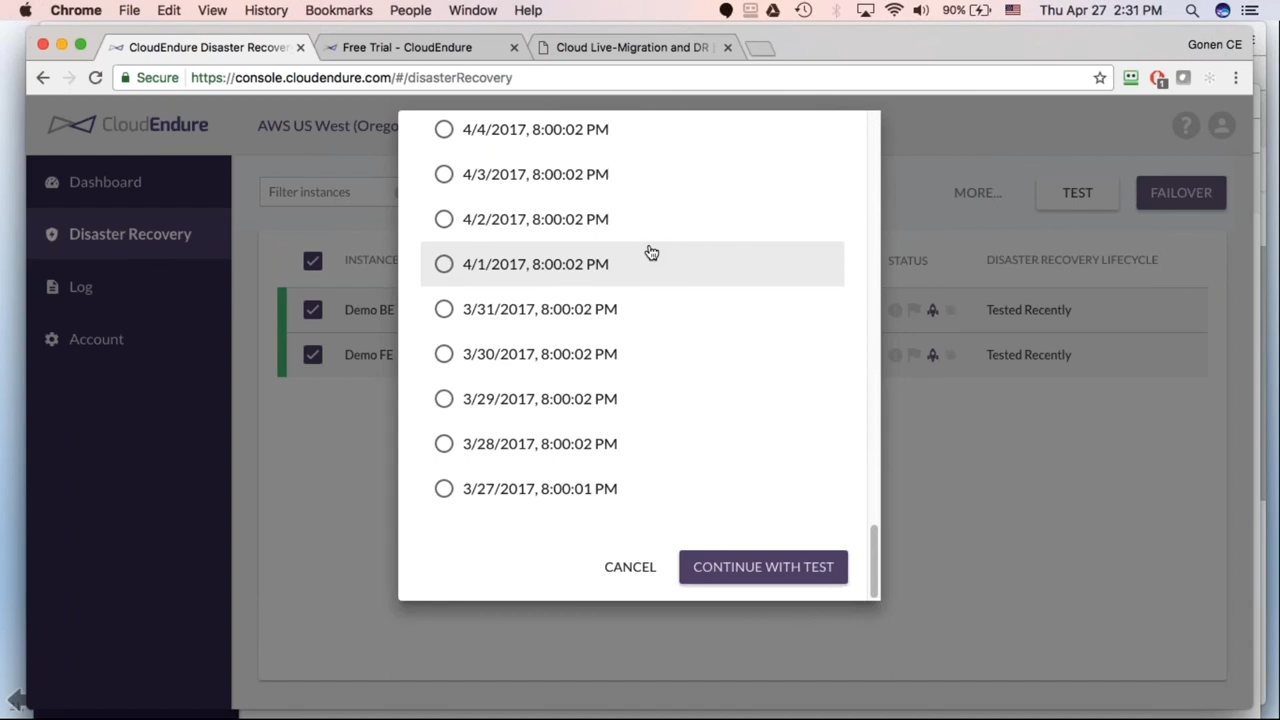 Chrome File Edit View History Bookmarks People Window Help 90% Thu Apr 27 2:31 PM
CloudEndure Disaster Recover Free Trial - CloudEndure Cloud Live-Migration and DR Gonen CE
Secure https://console.cloudendure.com/#/disasterRecovery
CloudEndure AWS US West (Orego
Dashboard
Disaster Recovery
Log
Account
Filter instances MORE... TEST FAILOVER
INSTANCE STATUS DISASTER RECOVERY LIFECYCLE
Demo BE Tested Recently
Demo FE Tested Recently
4/4/2017, 8:00:02 PM
4/3/2017, 8:00:02 PM
4/2/2017, 8:00:02 PM
4/1/2017, 8:00:02 PM
3/31/2017, 8:00:02 PM
3/30/2017, 8:00:02 PM
3/29/2017, 8:00:02 PM
3/28/2017, 8:00:02 PM
3/27/2017, 8:00:01 PM
CANCEL CONTINUE WITH TEST